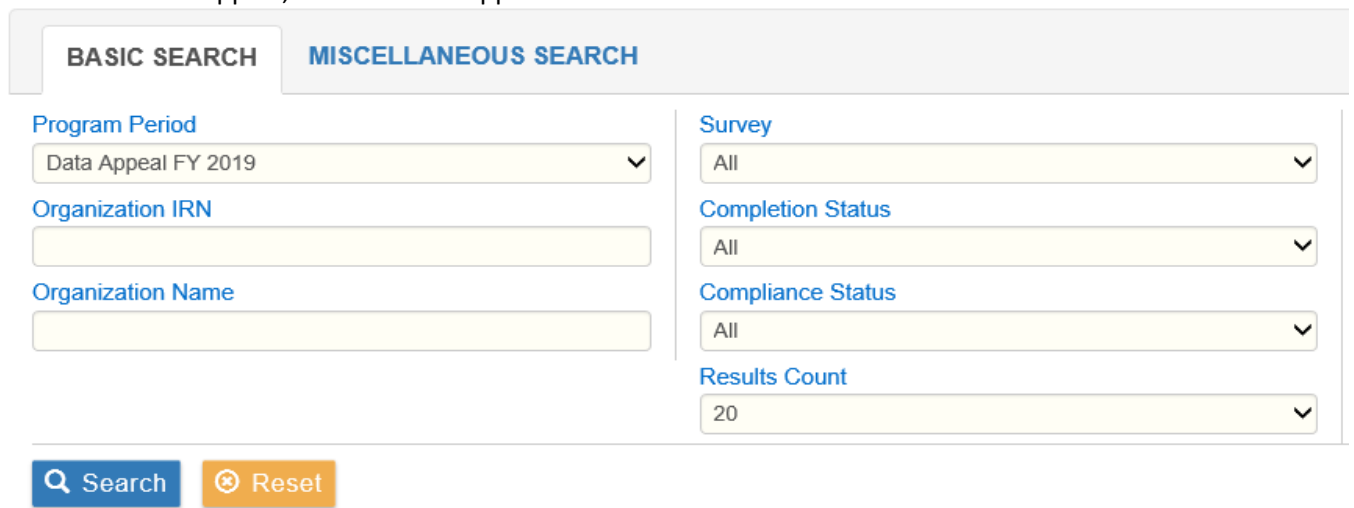 BASIC SEARCH
MISCELLANEOUS SEARCH
Program Period
Data Appeal FY 2019
Organization IRN
Organization Name
Survey
All
Completion Status
All
Compliance Status
All
Results Count
20
Search
Reset